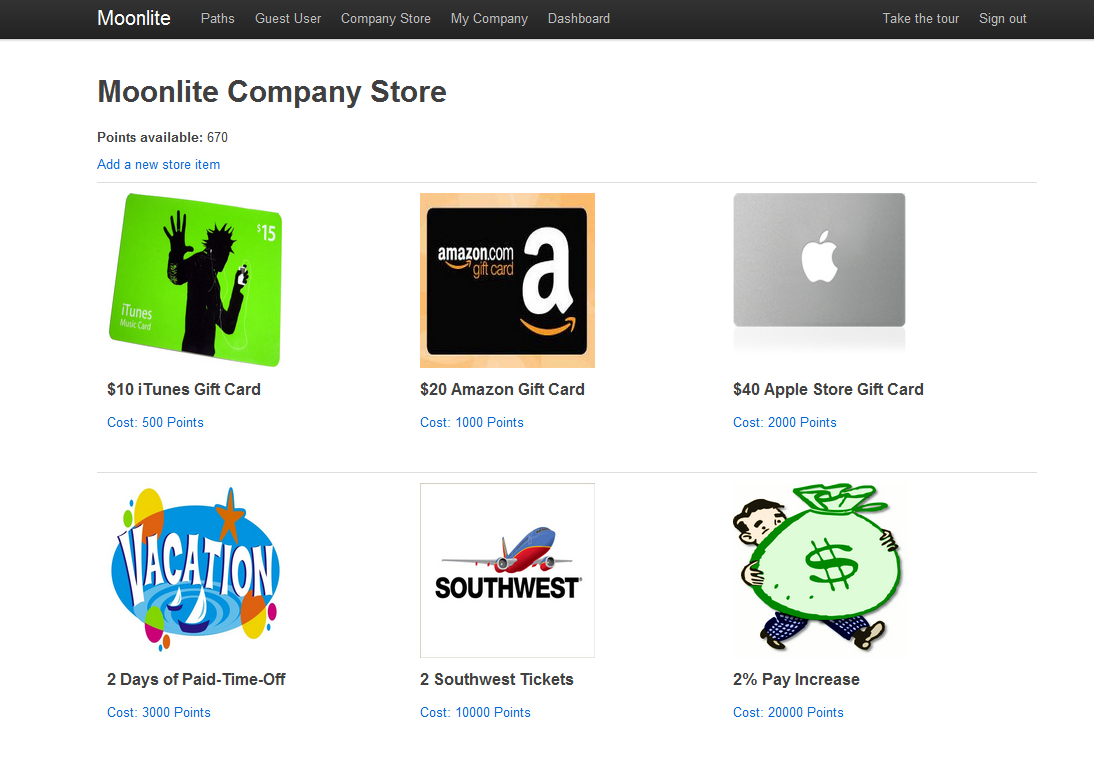 Moonlite Paths Guest User Company Store My Company Dashboard Take the tour Sign out
Moonlite Company Store
Points available: 670
Add a new store item
$15
iTunes
Music Card
amazon.com
gift card
a
$10 iTunes Gift Card
$20 Amazon Gift Card
$40 Apple Store Gift Card
Cost: 500 Points
Cost: 1000 Points
Cost: 2000 Points
VACATION
SOUTHWEST
$
2 Days of Paid-Time-Off
2 Southwest Tickets
2% Pay Increase
Cost: 3000 Points
Cost: 10000 Points
Cost: 20000 Points